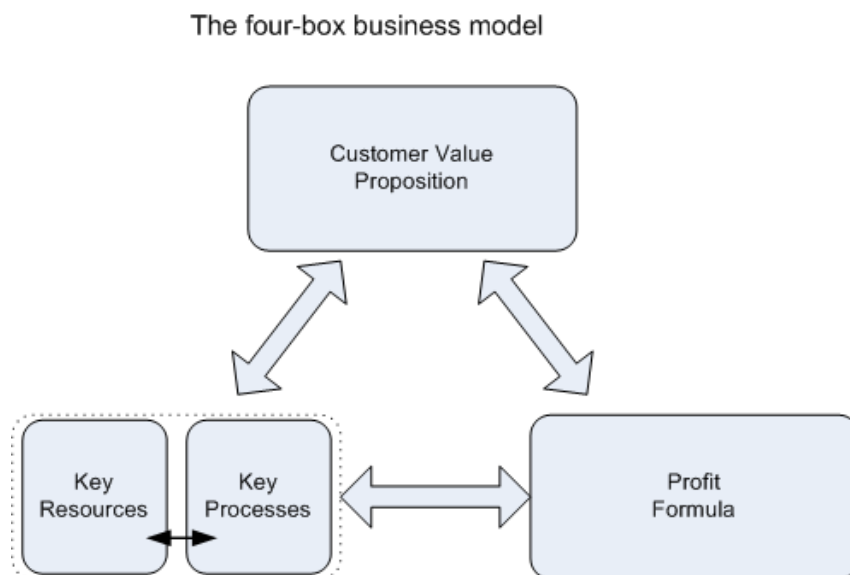 The four-box business model
Customer Value
Proposition
Key
Resources
Key
Processes
Profit
Formula